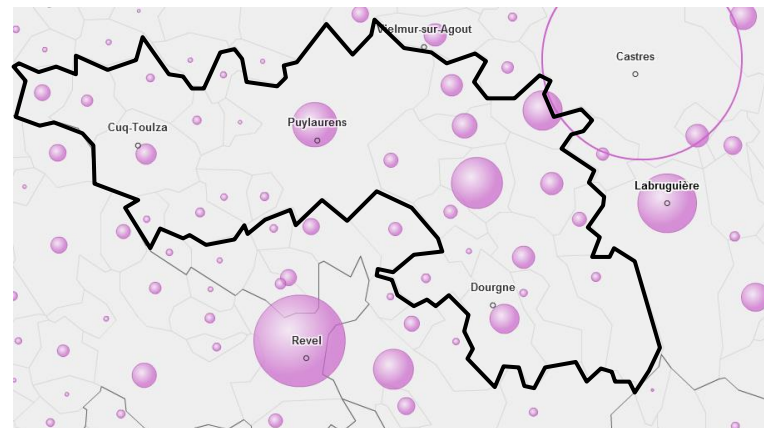 Vielmur-sur-Agout
Castres
Puylaurens
Cuq-Toulza
Labruguière
Dourgne
Revel